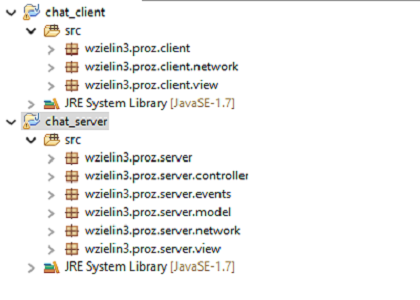 chat_client
src
wzielin3.proz.client
wzielin3.proz.client.network
wzielin3.proz.client.view
JRE System Library [JavaSE-1.7]
chat_server
src
wzielin3.proz.server
wzielin3.proz.server.controller
wzielin3.proz.server.events
wzielin3.proz.server.model
wzielin3.proz.server.network
wzielin3.proz.server.view
JRE System Library [JavaSE-1.7]